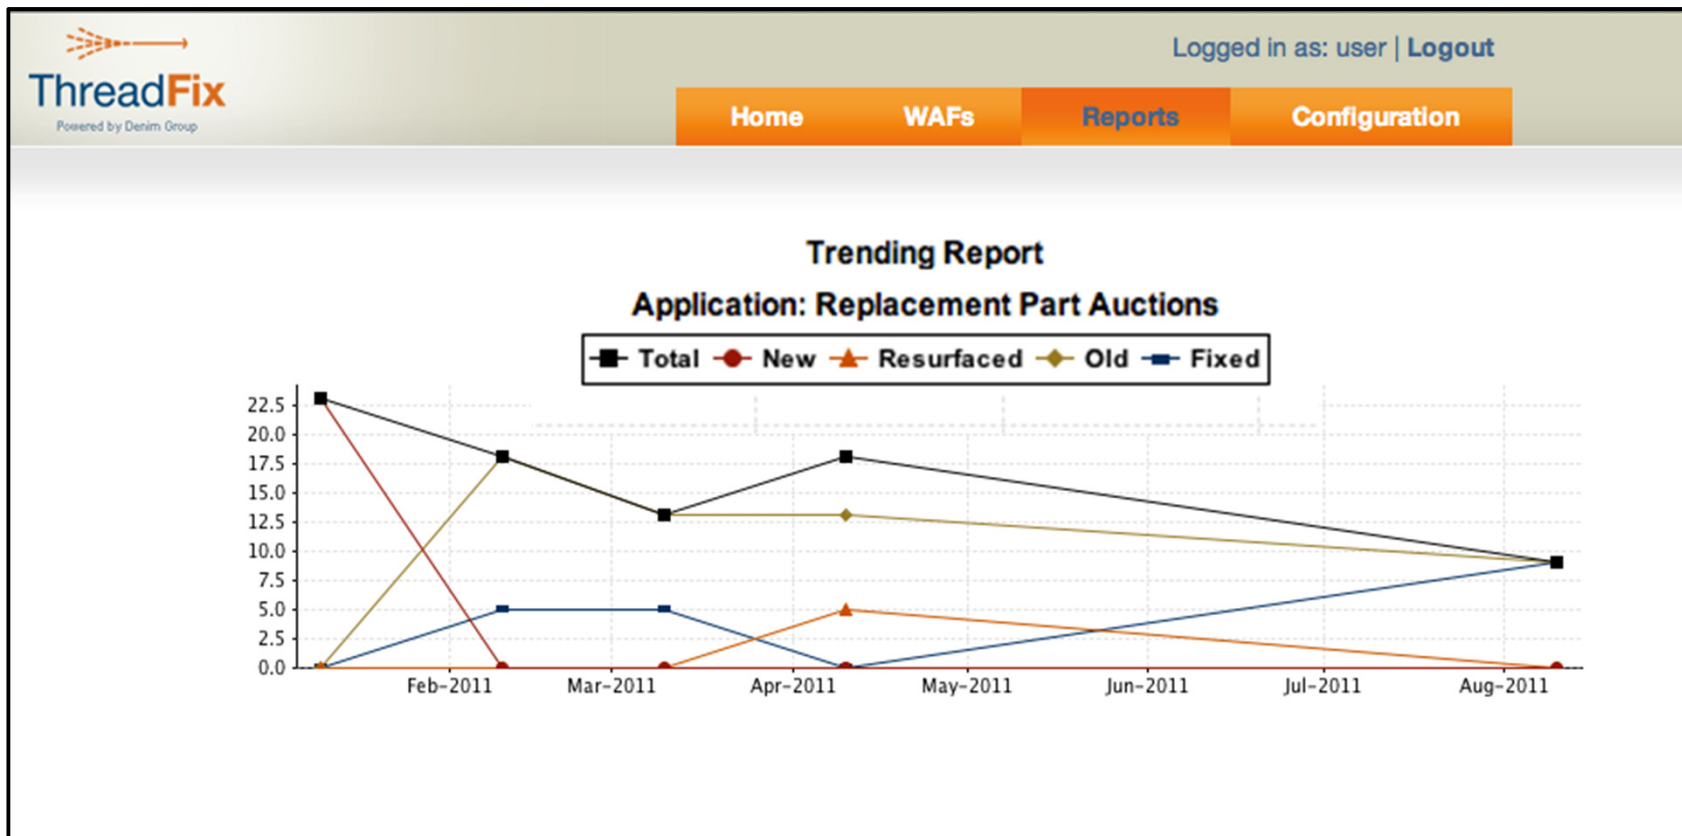 Logged in as: user | Logout
ThreadFix
Powered by Denim Group
Home WAFs Reports Configuration
Trending Report
Application: Replacement Part Auctions
Total New Resurfaced Old Fixed
22.5
20.0
17.5
15.0
12.5
10.0
7.5
5.0
2.5
0.0
Feb-2011 Mar-2011 Apr-2011 May-2011 Jun-2011 Jul-2011 Aug-2011